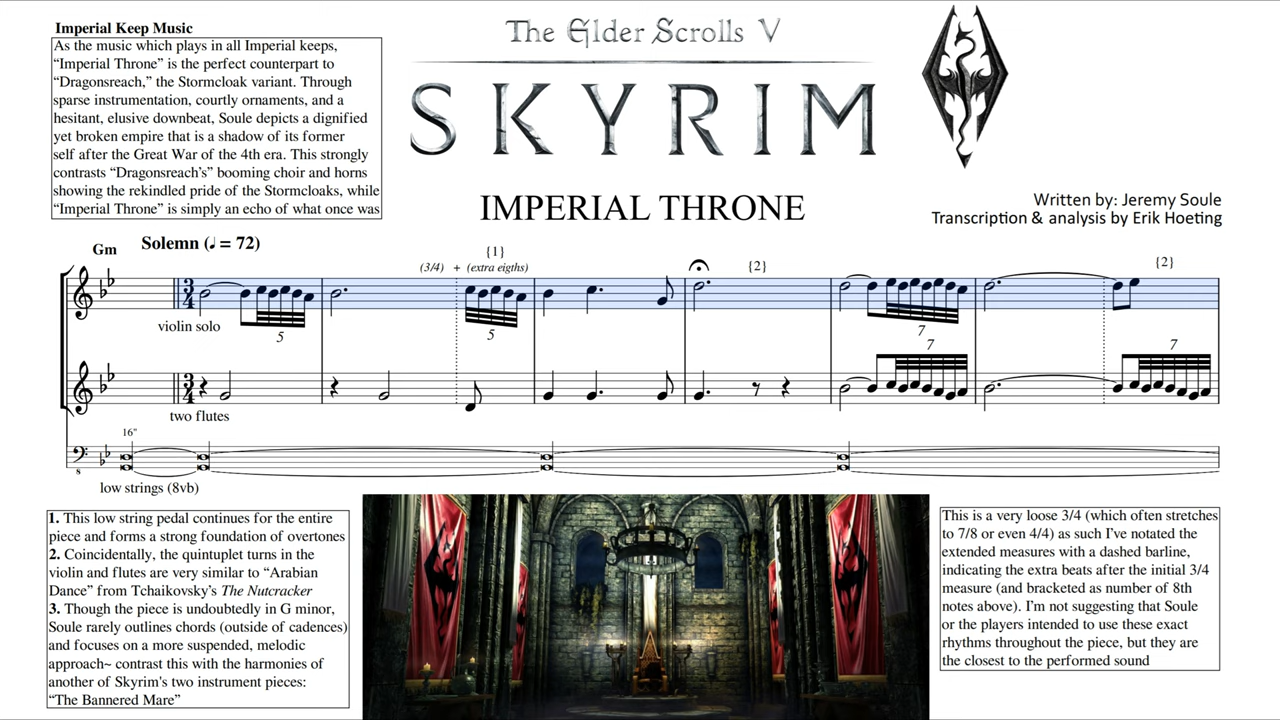 Imperial Keep Music
As the music which plays in all Imperial keeps,
“Imperial Throne” is the perfect counterpart to
“Dragonsreach,” the Stormcloak variant. Through
sparse instrumentation, courtly ornaments, and a
hesitant, elusive downbeat, Soule depicts a dignified
yet broken empire that is a shadow of its former
self after the Great War of the 4th era. This strongly
contrasts “Dragonsreach’s” booming choir and horns
showing the rekindled pride of the Stormcloaks, while
“Imperial Throne” is simply an echo of what once was
The Elder Scrolls V
SKYRIM
IMPERIAL THRONE
Written by: Jeremy Soule
Transcription & analysis by Erik Hoeting
Gm
Solemn (♩ = 72)
(3/4) + (extra eigths)
{1}
{2}
{2}
3
4
violin solo
5
5
7
3
4
two flutes
7
7
16"
8
low strings (8vb)
1. This low string pedal continues for the entire
piece and forms a strong foundation of overtones
2. Coincidentally, the quintuplet turns in the
violin and flutes are very similar to “Arabian
Dance” from Tchaikovsky’s The Nutcracker
3. Though the piece is undoubtedly in G minor,
Soule rarely outlines chords (outside of cadences)
and focuses on a more suspended, melodic
approach~ contrast this with the harmonies of
another of Skyrim's two instrument pieces:
“The Bannered Mare”
This is a very loose 3/4 (which often stretches
to 7/8 or even 4/4) as such I’ve notated the
extended measures with a dashed barline,
indicating the extra beats after the initial 3/4
measure (and bracketed as number of 8th
notes above). I’m not suggesting that Soule
or the players intended to use these exact
rhythms throughout the piece, but they are
the closest to the performed sound